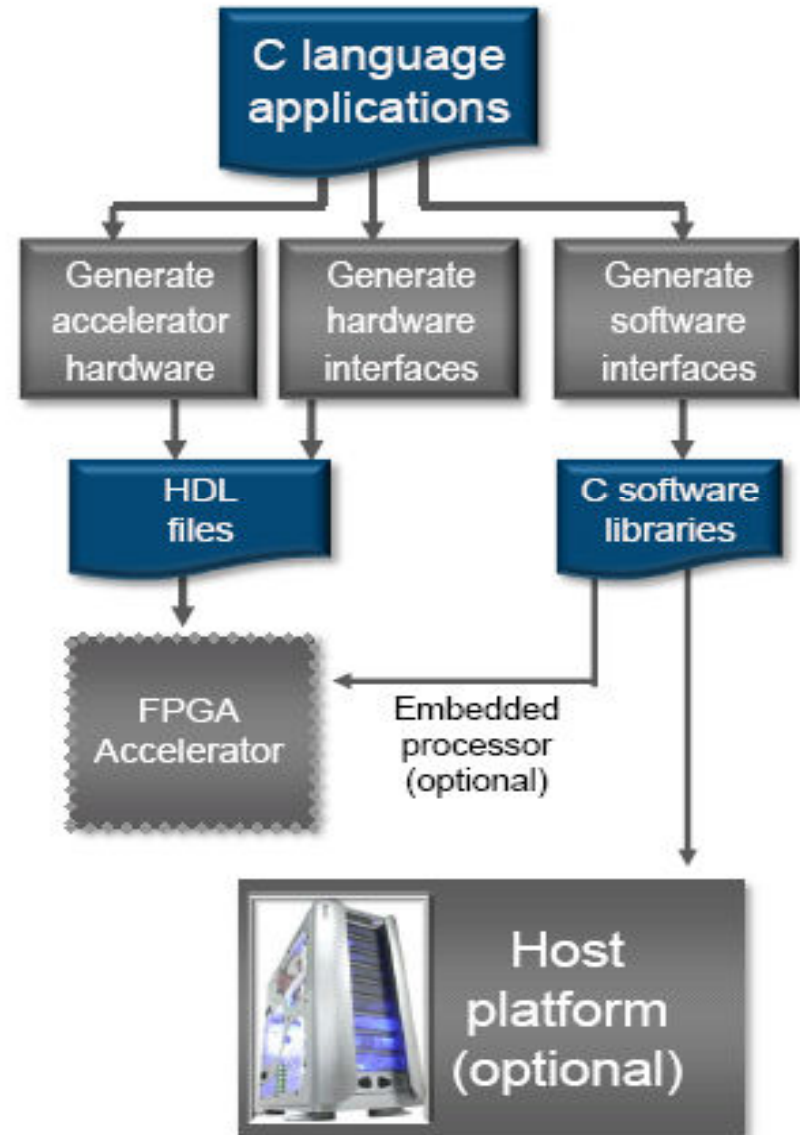 C language
applications
Generate
accelerator
hardware
Generate
hardware
interfaces
Generate
software
interfaces
HDL
files
C software
libraries
FPGA
Accelerator
Embedded
processor
(optional)
Host
platform
(optional)